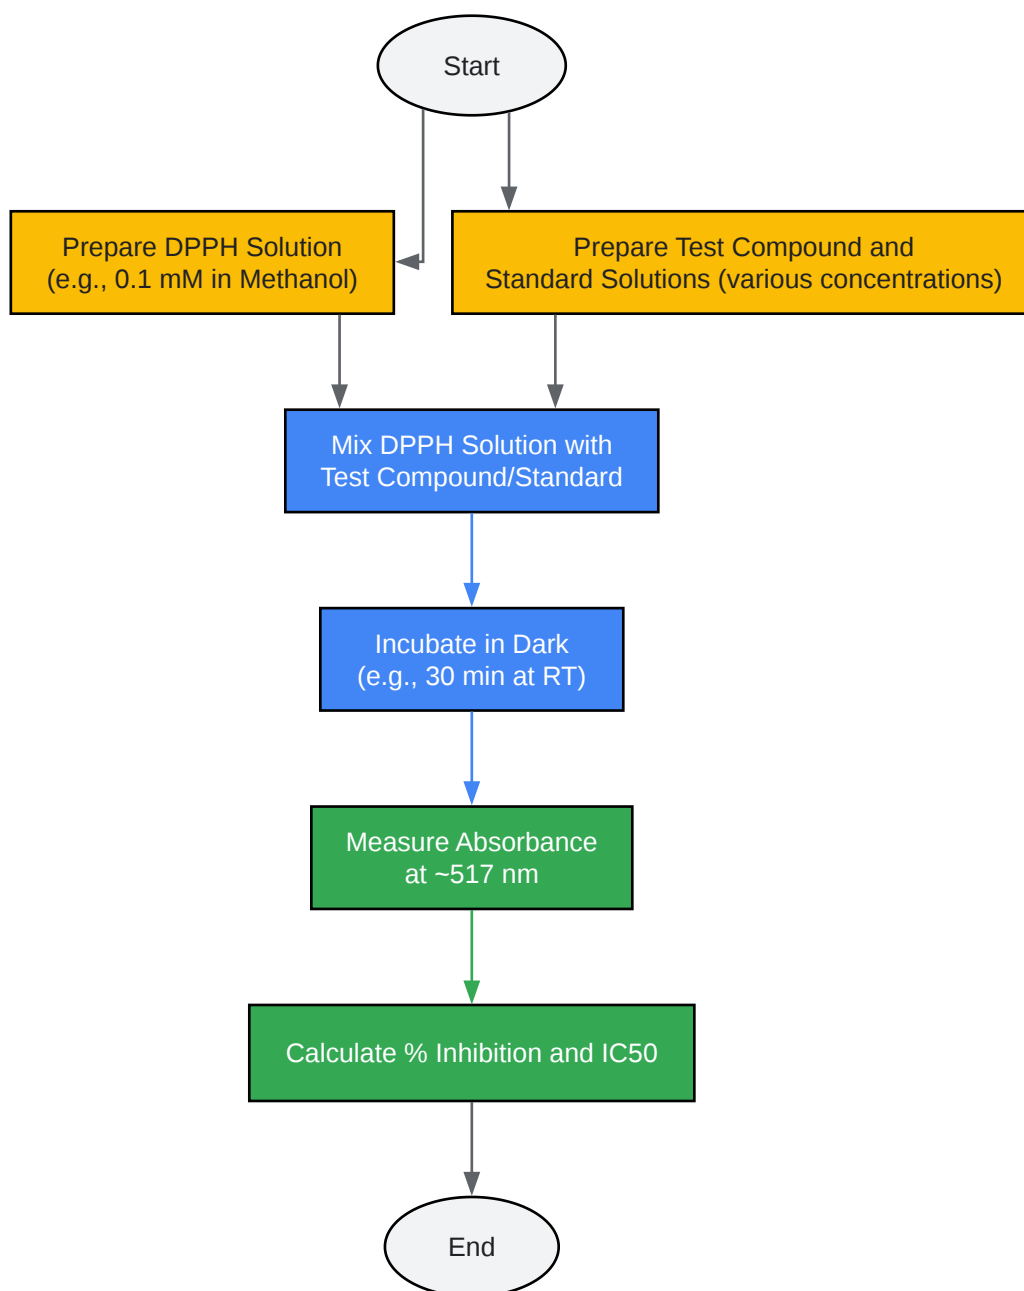 Start
Prepare DPPH Solution
(e.g., 0.1 mM in Methanol)
Prepare Test Compound and
Standard Solutions (various concentrations)
Mix DPPH Solution with
Test Compound/Standard
Incubate in Dark
(e.g., 30 min at RT)
Measure Absorbance
at ~517 nm
Calculate % Inhibition and IC50
End